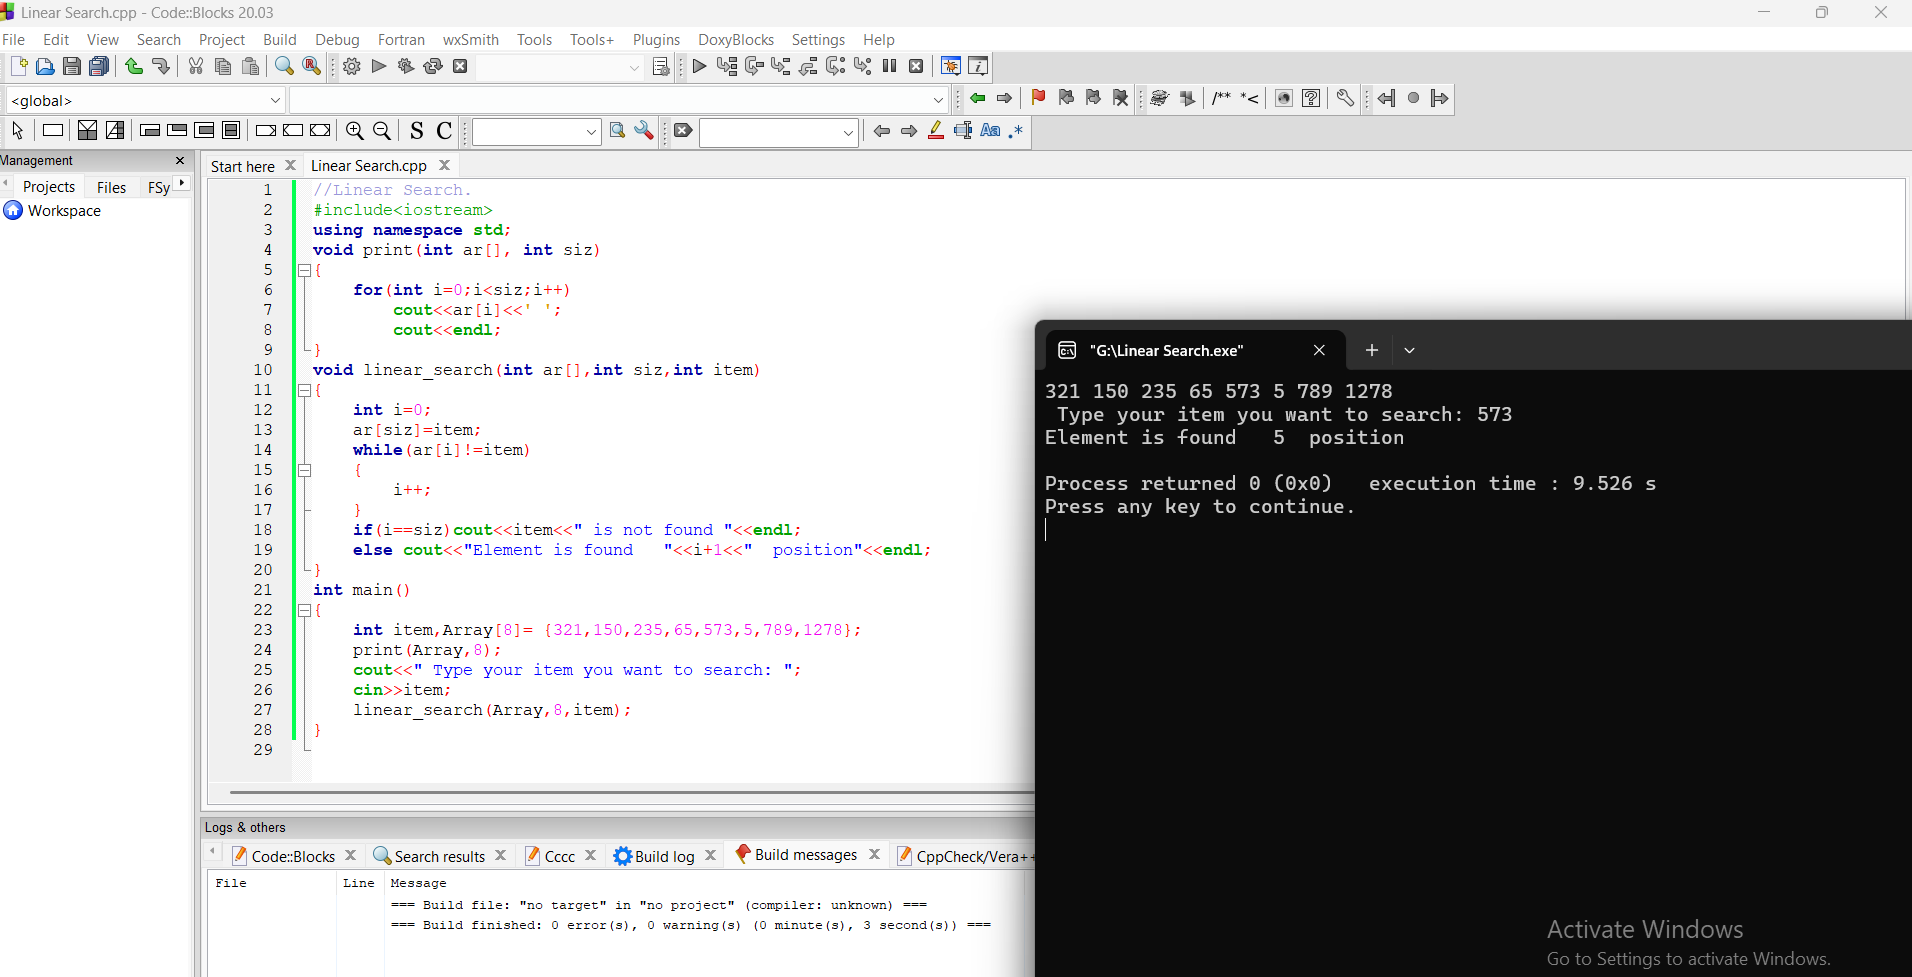 Linear Search.cpp - Code::Blocks 20.03
File Edit View Search Project Build Debug Fortran wxSmith Tools Tools+ Plugins DoxyBlocks Settings Help
<global>
/** *<
S C
Aa .*
Management
Projects Files FSy
Workspace
Start here Linear Search.cpp
1 //Linear Search.
2 #include<iostream>
3 using namespace std;
4 void print(int ar[], int siz)
5 {
6 for(int i=0;i<siz;i++)
7 cout<<ar[i]<<' ';
8 cout<<endl;
9 }
10 void linear_search(int ar[],int siz,int item)
11 {
12 int i=0;
13 ar[siz]=item;
14 while(ar[i]!=item)
15 {
16 i++;
17 }
18 if(i==siz)cout<<item<<" is not found "<<endl;
19 else cout<<"Element is found   "<<i+1<<"  position"<<endl;
20 }
21 int main()
22 {
23 int item,Array[8]= {321,150,235,65,573,5,789,1278};
24 print(Array,8);
25 cout<<" Type your item you want to search: ";
26 cin>>item;
27 linear_search(Array,8,item);
28 }
29
"G:\Linear Search.exe"
321 150 235 65 573 5 789 1278
Type your item you want to search: 573
Element is found   5  position
Process returned 0 (0x0)   execution time : 9.526 s
Press any key to continue.
Logs & others
Code::Blocks Search results Cccc Build log Build messages CppCheck/Vera++
File Line Message
=== Build file: "no target" in "no project" (compiler: unknown) ===
=== Build finished: 0 error(s), 0 warning(s) (0 minute(s), 3 second(s)) ===
Activate Windows
Go to Settings to activate Windows.